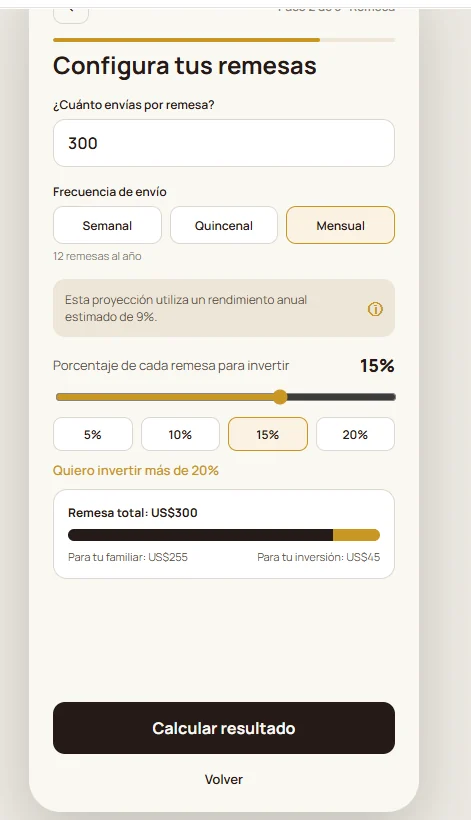 Configura tus remesas
¿Cuánto envías por remesa?
300
Frecuencia de envío
Semanal
Quincenal
Mensual
12 remesas al año
Esta proyección utiliza un rendimiento anual
estimado de 9%.
Porcentaje de cada remesa para invertir
15%
5%
10%
15%
20%
Quiero invertir más de 20%
Remesa total: US$300
Para tu familiar: US$255
Para tu inversión: US$45
Calcular resultado
Volver